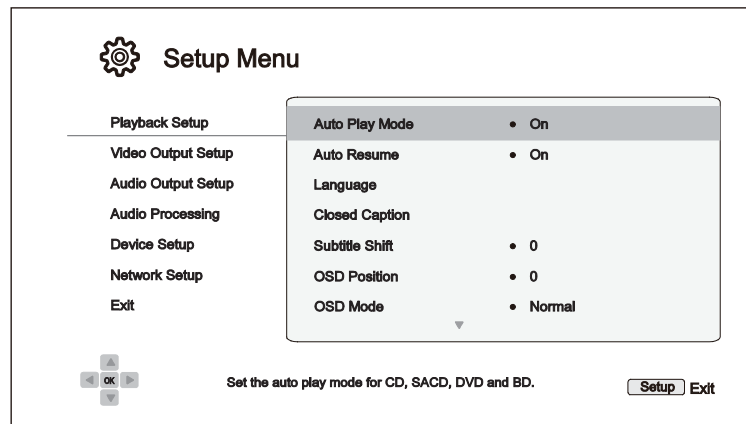 Setup Menu
Playback Setup
Video Output Setup
Audio Output Setup
Audio Processing
Device Setup
Network Setup
Exit
Auto Play Mode • On
Auto Resume • On
Language
Closed Caption
Subtitle Shift • 0
OSD Position • 0
OSD Mode • Normal
OK
Set the auto play mode for CD, SACD, DVD and BD.
Setup Exit